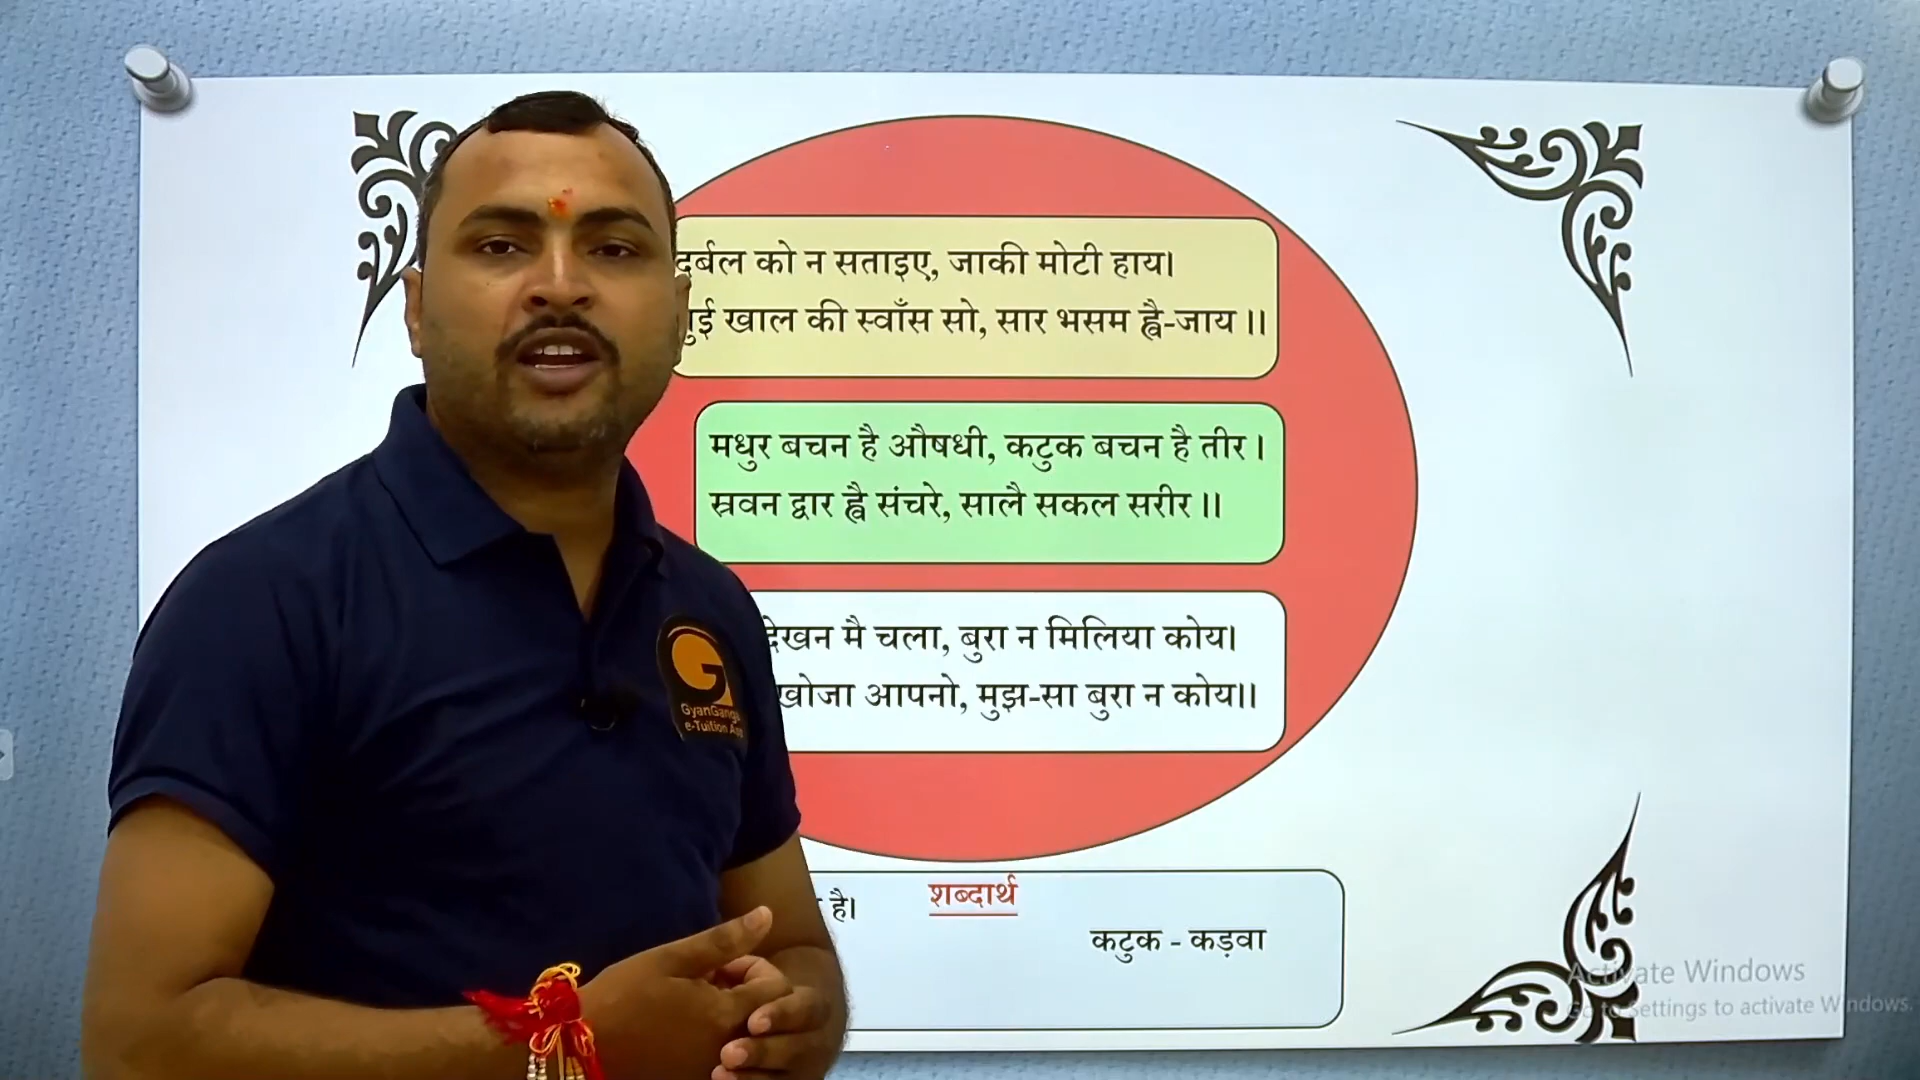 दुर्बल को न सताइए, जाकी मोटी हाय।
खाल की स्वाँस सो, सार भसम ह्वै-जाय ।।
मधुर बचन है औषधी, कटुक बचन है तीर ।
स्रवन द्वार ह्वै संचरे, सालै सकल सरीर ।।
देखन मै चला, बुरा न मिलिया कोय।
खोजा आपनो, मुझ-सा बुरा न कोय।।
है।
शब्दार्थ
कटुक - कड़वा
G
GyanGanga
e-Tuition App
Activate Windows
Go to Settings to activate Windows.